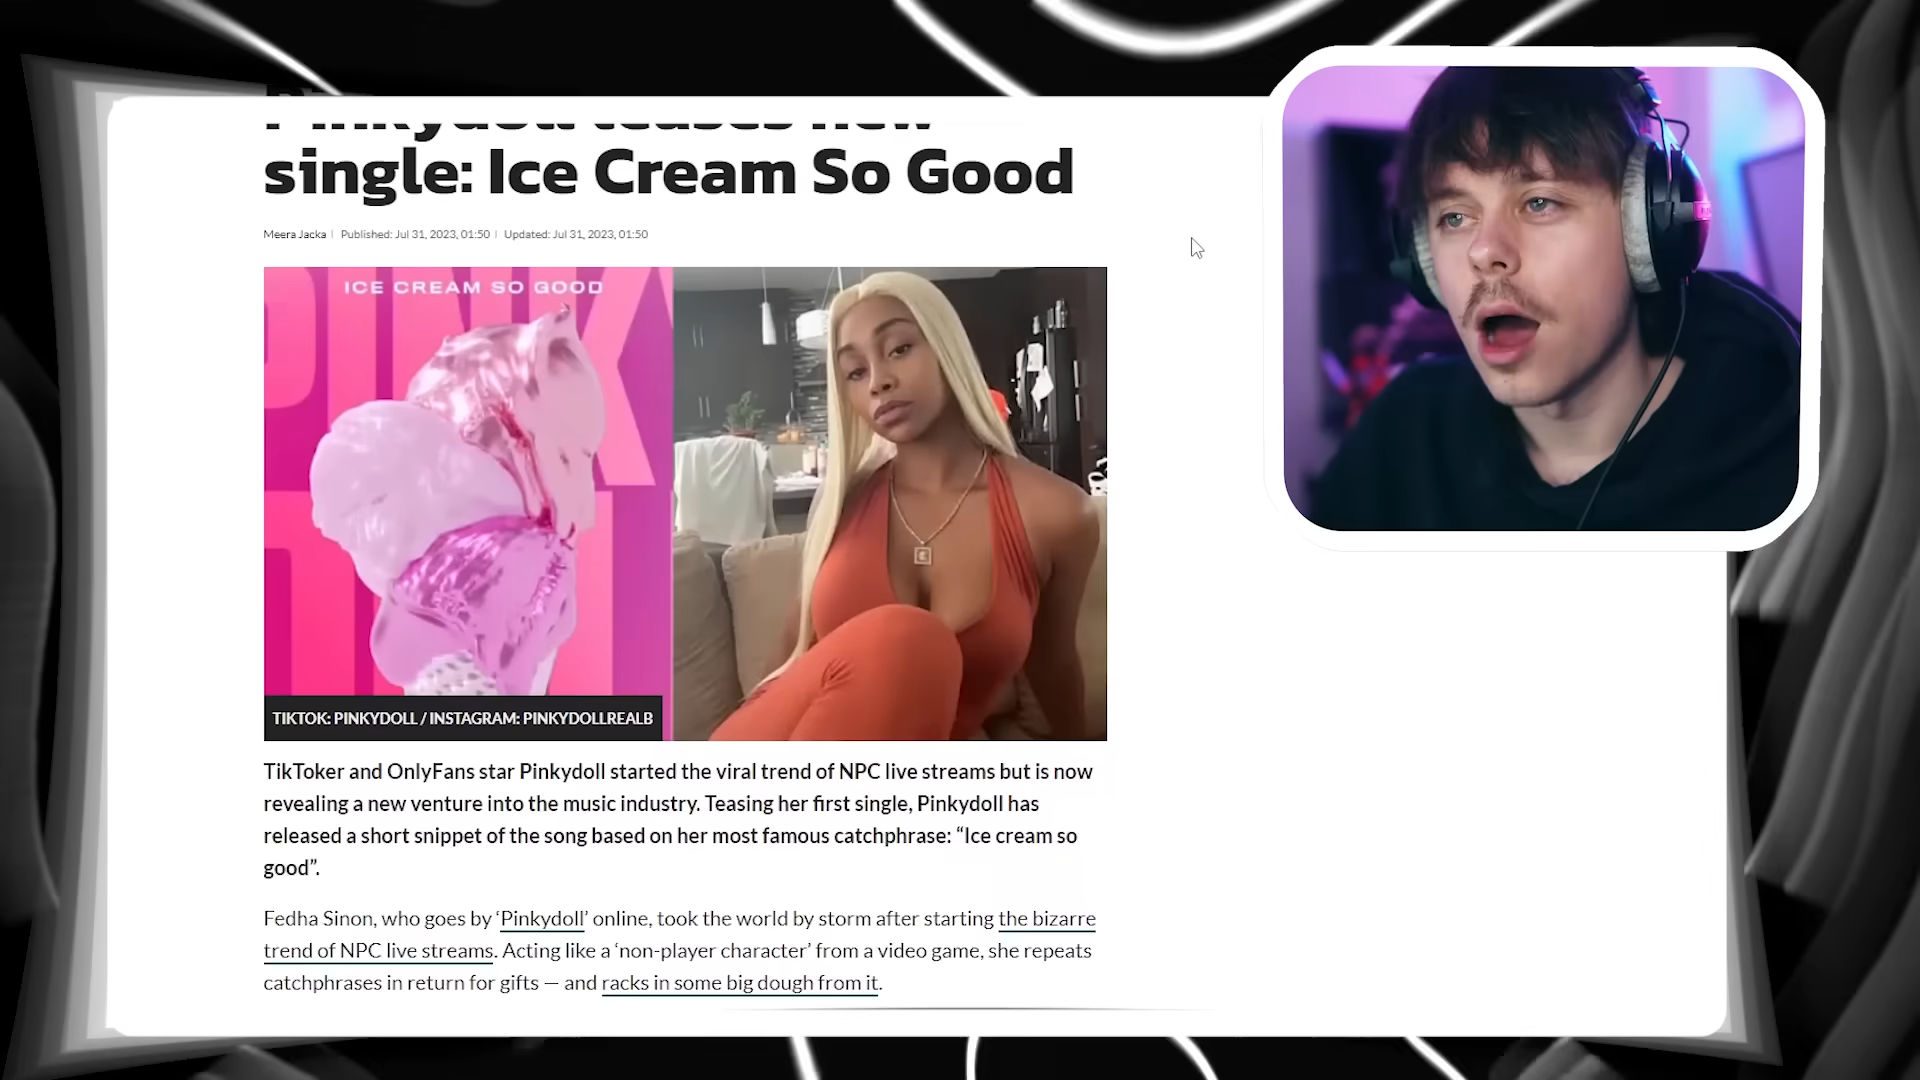 Pinkydoll teases new
single: Ice Cream So Good
Meera Jacka | Published: Jul 31, 2023, 01:50 | Updated: Jul 31, 2023, 01:50
ICE CREAM SO GOOD
PINK
TIKTOK: PINKYDOLL / INSTAGRAM: PINKYDOLLREALB
TikToker and OnlyFans star Pinkydoll started the viral trend of NPC live streams but is now
revealing a new venture into the music industry. Teasing her first single, Pinkydoll has
released a short snippet of the song based on her most famous catchphrase: “Ice cream so
good”.
Fedha Sinon, who goes by ‘Pinkydoll’ online, took the world by storm after starting the bizarre
trend of NPC live streams. Acting like a ‘non-player character’ from a video game, she repeats
catchphrases in return for gifts — and racks in some big dough from it.